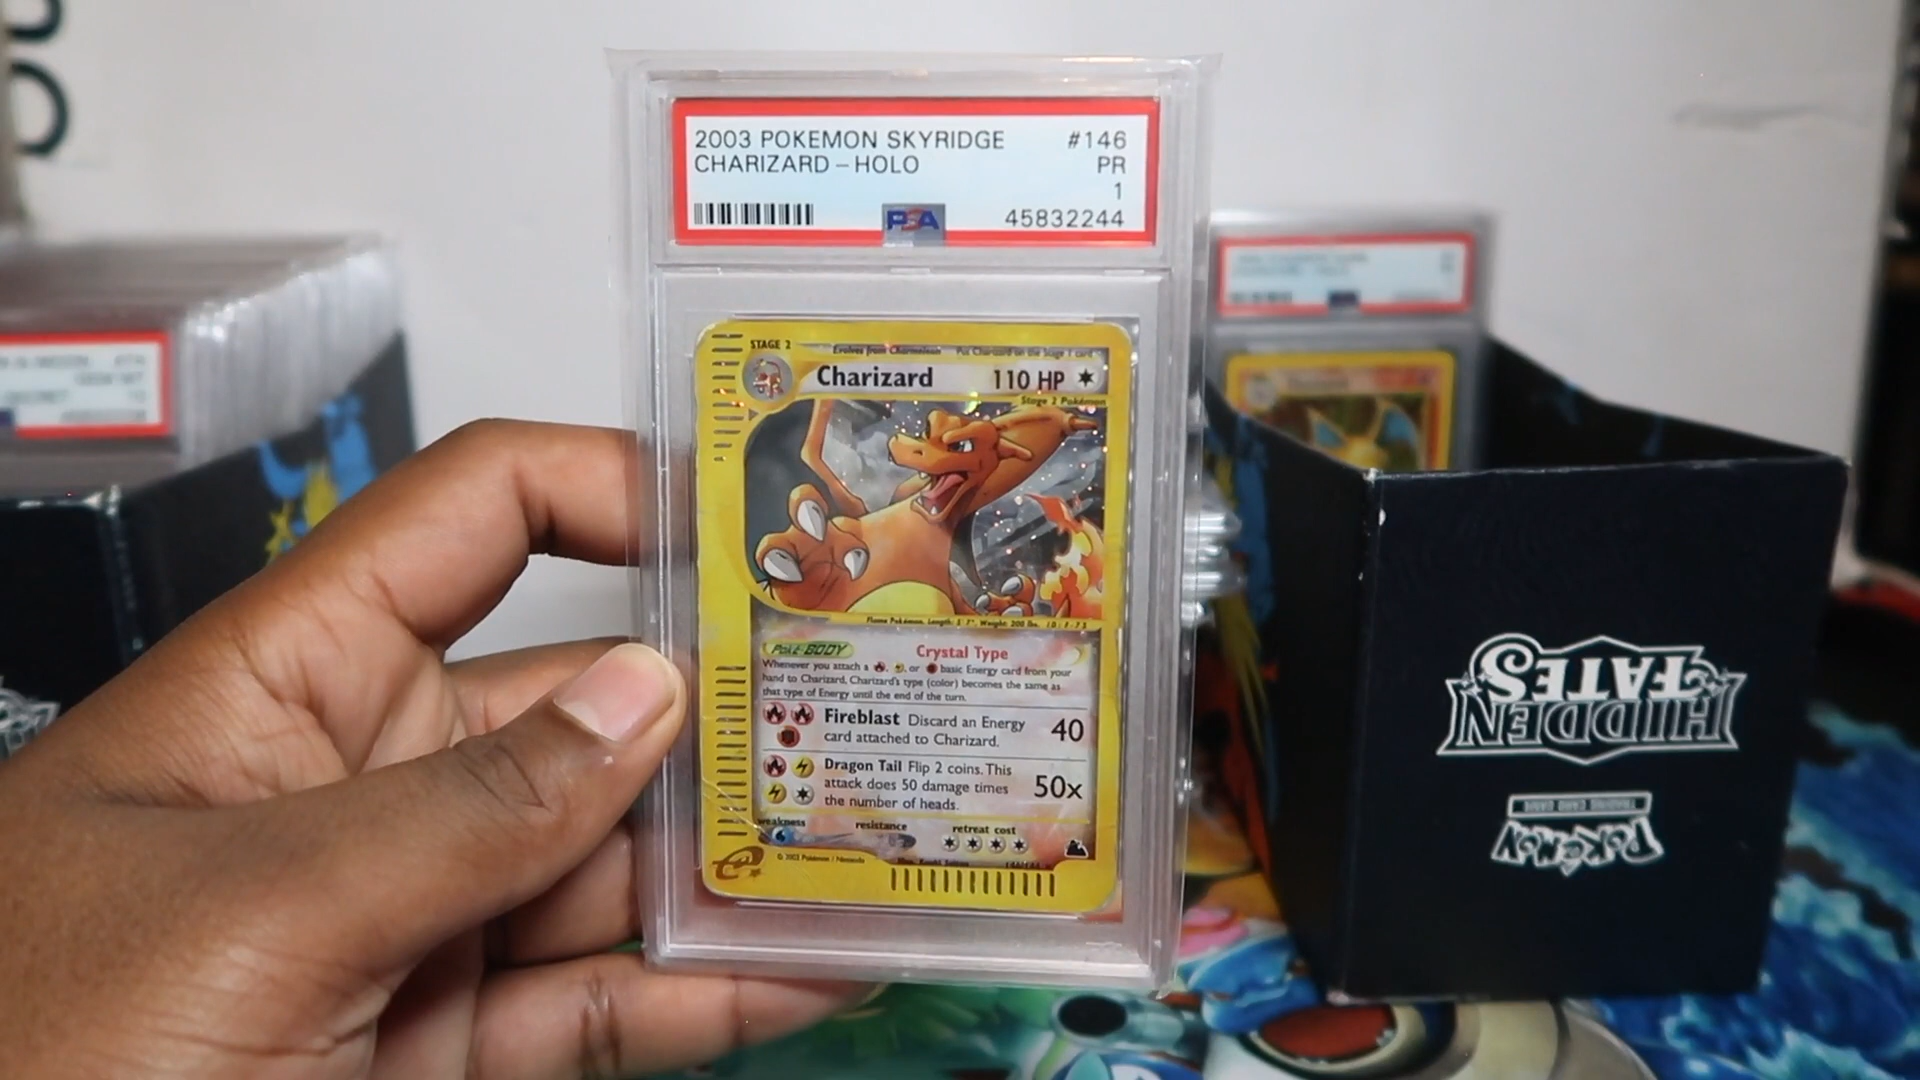 2003 POKEMON SKYRIDGE #146
CHARIZARD – HOLO PR
1
PSA 45832244
STAGE 2 Evolves from Charmeleon Put Charizard on the Stage 1 card
Charizard 110 HP
Stage 2 Pokémon
Flame Pokémon. Length: 5' 7", Weight: 200 lbs.
Poké-BODY Crystal Type
Whenever you attach a , , or basic Energy card from your
hand to Charizard, Charizard's type (color) becomes the same as
that type of Energy until the end of the turn.
Fireblast Discard an Energy 40
card attached to Charizard.
Dragon Tail Flip 2 coins. This
attack does 50 damage times 50x
the number of heads.
weakness resistance retreat cost
© 2003 Pokémon / Nintendo
e
HIDDEN
FATES
POKéMON
TRADING CARD GAME